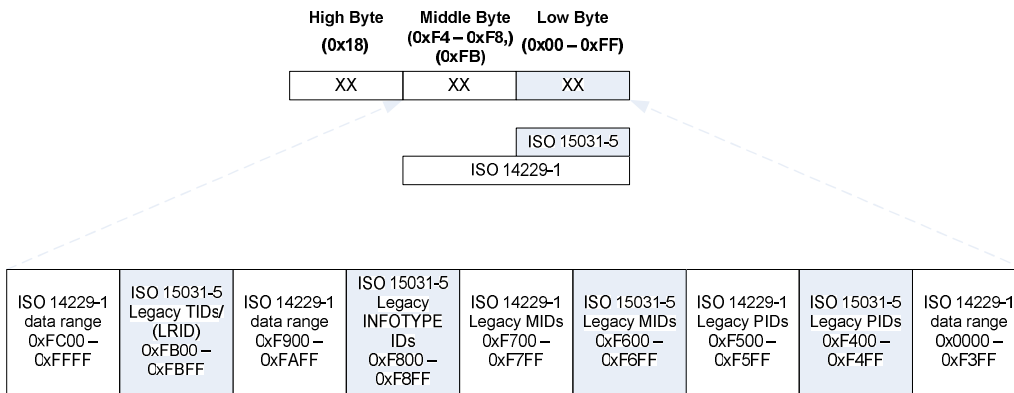 High Byte
(0x18)
Middle Byte
(0xF4 – 0xF8,)
(0xFB)
Low Byte
(0x00 – 0xFF)
XX
XX
XX
ISO 15031-5
ISO 14229-1
ISO 14229-1
data range
0xFC00 –
0xFFFF
ISO 15031-5
Legacy TIDs/
(LRID)
0xFB00 –
0xFBFF
ISO 14229-1
data range
0xF900 –
0xFAFF
ISO 15031-5
Legacy
INFOTYPE
IDs
0xF800 –
0xF8FF
ISO 14229-1
Legacy MIDs
0xF700 –
0xF7FF
ISO 15031-5
Legacy MIDs
0xF600 –
0xF6FF
ISO 14229-1
Legacy PIDs
0xF500 –
0xF5FF
ISO 15031-5
Legacy PIDs
0xF400 –
0xF4FF
ISO 14229-1
data range
0x0000 –
0xF3FF